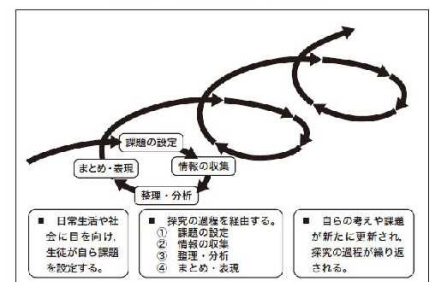 課題の設定
まとめ・表現
情報の収集
整理・分析
■ 日常生活や社
会に目を向け,
生徒が自ら課題
を設定する。
■ 探究の過程を経由する。
① 課題の設定
② 情報の収集
③ 整理・分析
④ まとめ・表現
■ 自らの考えや課題
が新たに更新され,
探究の過程が繰り返
される。